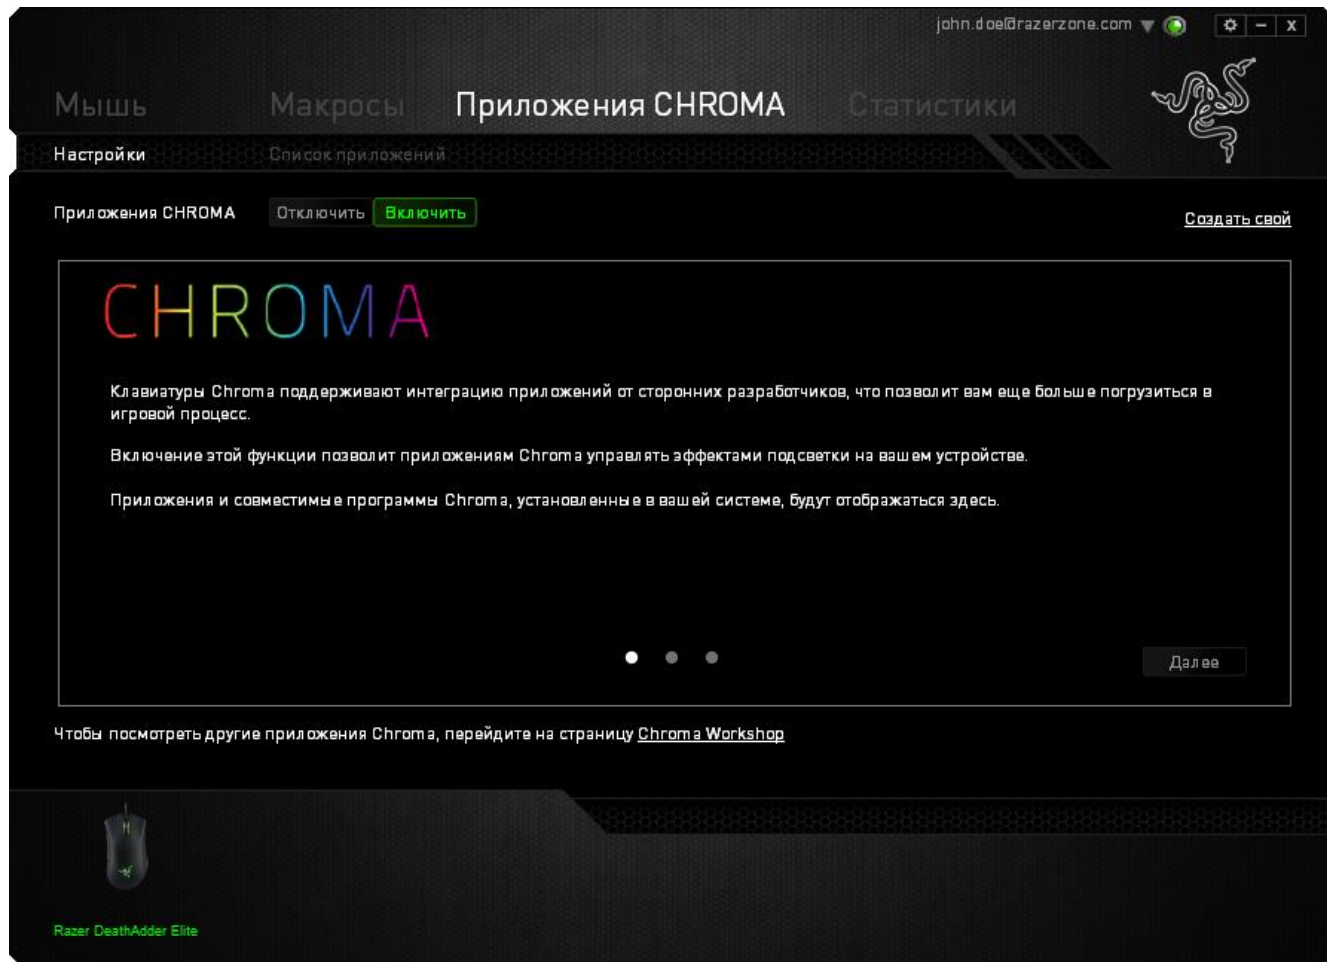 john.doe@razerzone.com
Мышь Макросы Приложения CHROMA Статистики
Настройки Список приложений
Приложения CHROMA Отключить Включить
Создать свой
CHROMA
Клавиатуры Chroma поддерживают интеграцию приложений от сторонних разработчиков, что позволит вам еще больше погрузиться в
игровой процесс.
Включение этой функции позволит приложениям Chroma управлять эффектами подсветки на вашем устройстве.
Приложения и совместимые программы Chroma, установленные в вашей системе, будут отображаться здесь.
Далее
Чтобы посмотреть другие приложения Chroma, перейдите на страницу Chroma Workshop
Razer DeathAdder Elite